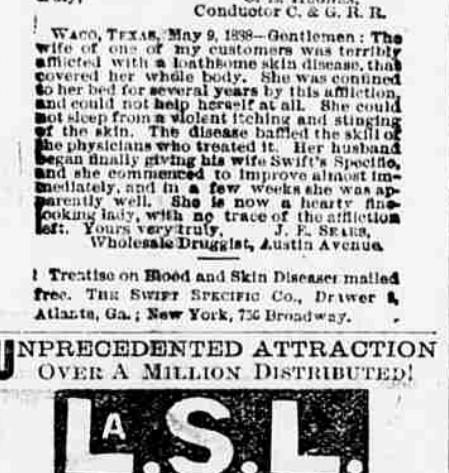 Conductor C. & G. R. R.
WACO, TEXAS, May 9, 1888—Gentlemen: The
wife of one of my customers was terribly
afflicted with a loathsome skin disease, that
covered her whole body. She was confined
to her bed for several years by this affliction,
and could not help herself at all. She could
not sleep from a violent itching and stinging
of the skin. The disease baffled the skill of
the physicians who treated it. Her husband
began finally giving his wife Swift's Specific,
and she commenced to improve almost im-
mediately, and in a few weeks she was ap-
parently well. She is now a hearty fine-
looking lady, with no trace of the affliction
left. Yours very truly, J. E. SEARS,
Wholesale Druggist, Austin Avenue
Treatise on Blood and Skin Diseases mailed
free. THE SWIFT SPECIFIC CO., Drawer
Atlanta, Ga.; New York, 756 Broadway.
UNPRECEDENTED ATTRACTION
OVER A MILLION DISTRIBUTED!
LA.S.L.